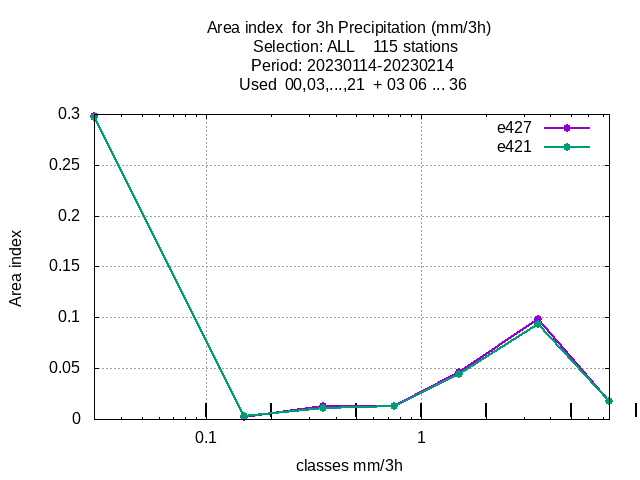 Area index  for 3h Precipitation (mm/3h)
Selection: ALL    115 stations
Period: 20230114-20230214
Used  00,03,...,21  + 03 06 ... 36
e427
e421
0.3
0.25
0.2
0.15
0.1
0.05
0
Area index
0.1
1
classes mm/3h